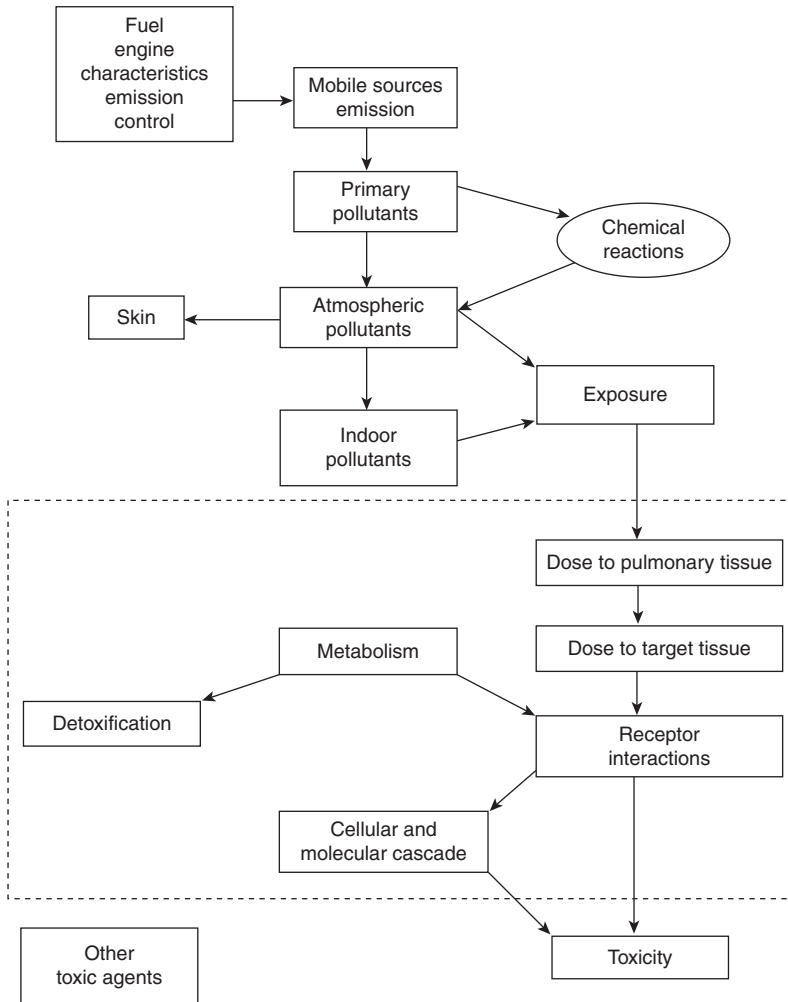 Fuel
engine
characteristics
emission
control
Mobile sources
emission
Primary
pollutants
Chemical
reactions
Skin
Atmospheric
pollutants
Exposure
Indoor
pollutants
Dose to pulmonary tissue
Metabolism
Dose to target tissue
Detoxification
Receptor
interactions
Cellular and
molecular cascade
Other
toxic agents
Toxicity